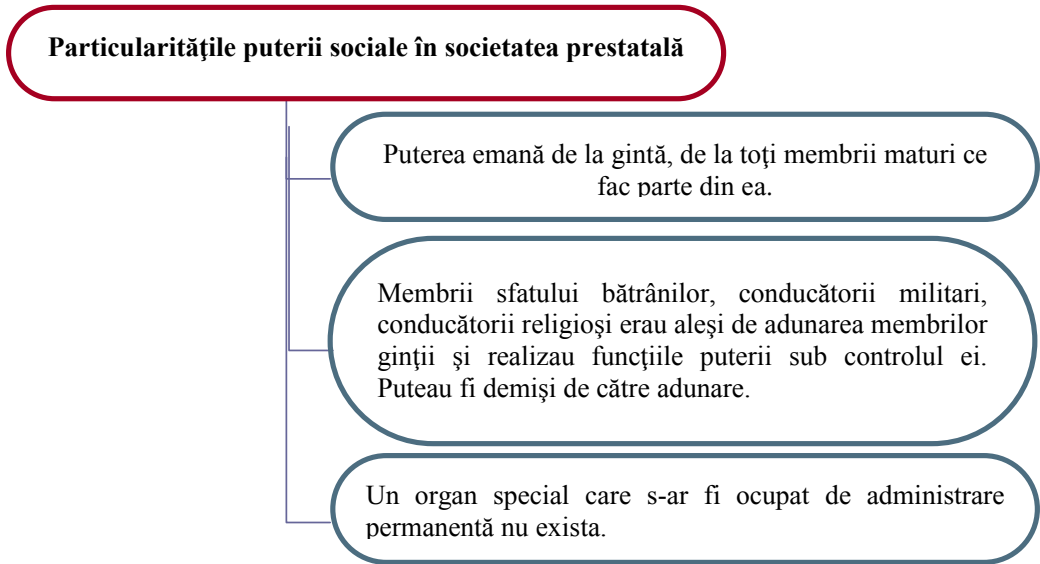 Particularităţile puterii sociale în societatea prestatală
Puterea emană de la gintă, de la toţi membrii maturi ce
fac parte din ea.
Membrii sfatului bătrânilor, conducătorii militari,
conducătorii religioşi erau aleşi de adunarea membrilor
ginţii şi realizau funcţiile puterii sub controlul ei.
Puteau fi demişi de către adunare.
Un organ special care s-ar fi ocupat de administrare
permanentă nu exista.